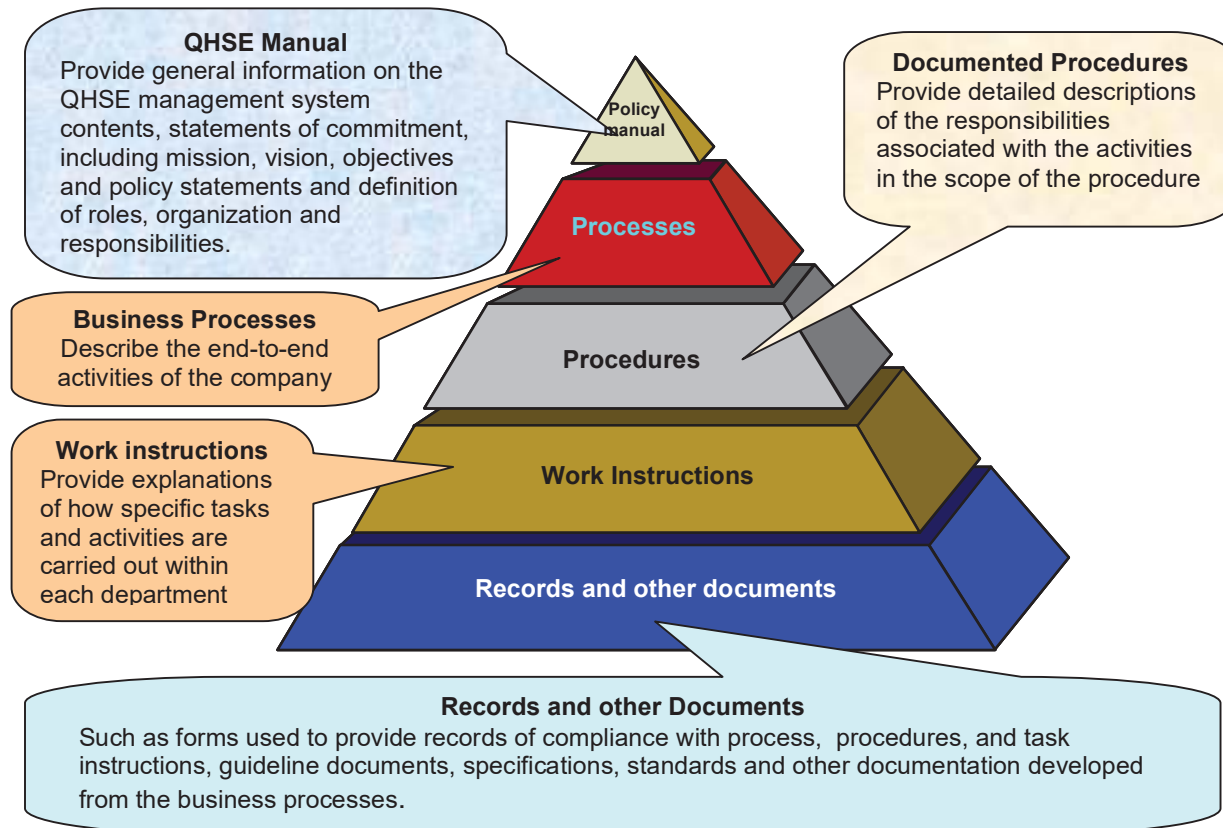 QHSE Manual
Provide general information on the
QHSE management system
contents, statements of commitment,
including mission, vision, objectives
and policy statements and definition
of roles, organization and
responsibilities.
Documented Procedures
Provide detailed descriptions
of the responsibilities
associated with the activities
in the scope of the procedure
Policy
manual
Processes
Business Processes
Describe the end-to-end
activities of the company
Procedures
Work instructions
Provide explanations
of how specific tasks
and activities are
carried out within
each department
Work Instructions
Records and other documents
Records and other Documents
Such as forms used to provide records of compliance with process, procedures, and task
instructions, guideline documents, specifications, standards and other documentation developed
from the business processes.